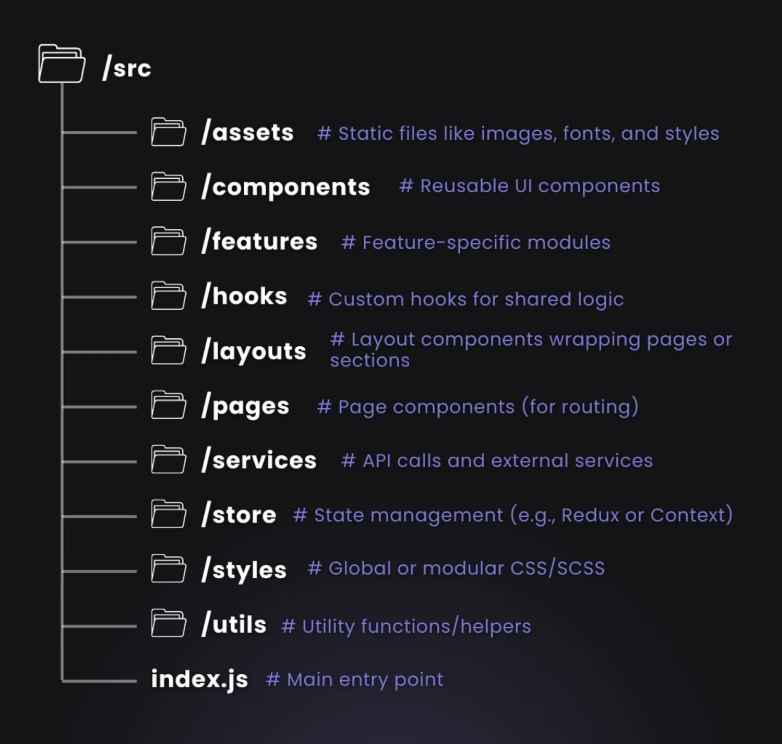 /src
/assets # Static files like images, fonts, and styles
/components # Reusable UI components
/features # Feature-specific modules
/hooks # Custom hooks for shared logic
/layouts # Layout components wrapping pages or
sections
/pages # Page components (for routing)
/services # API calls and external services
/store # State management (e.g., Redux or Context)
/styles # Global or modular CSS/SCSS
/utils # Utility functions/helpers
index.js # Main entry point